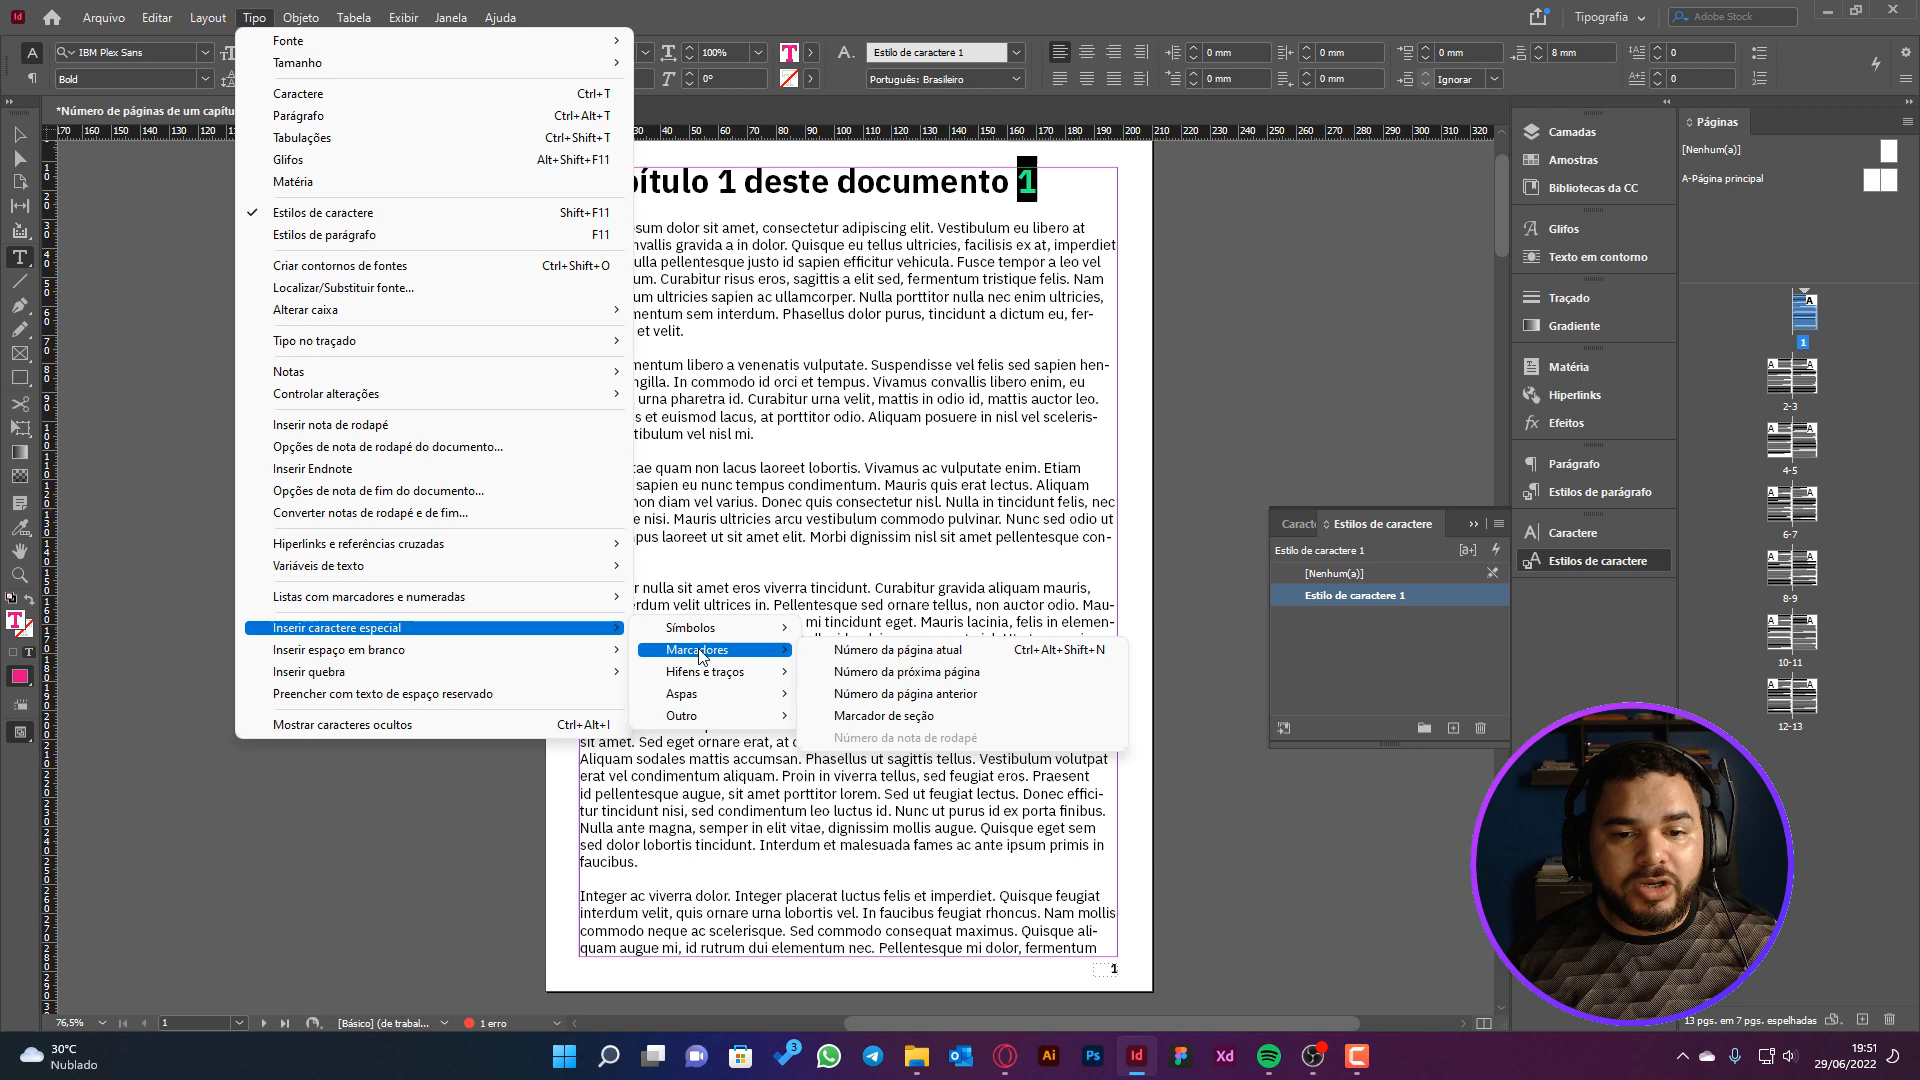 Arquivo Editar Layout Tipo Objeto Tabela Exibir Janela Ajuda
Tipografia
Adobe Stock
IBM Plex Sans
Bold
100%
0°
A.
Estilo de caractere 1
Português: Brasileiro
0 mm
0 mm
0 mm
0 mm
0 mm
8 mm
Ignorar
0
0
*Número de páginas de um capítu
Fonte
Tamanho
Caractere Ctrl+T
Parágrafo Ctrl+Alt+T
Tabulações Ctrl+Shift+T
Glifos Alt+Shift+F11
Matéria
Estilos de caractere Shift+F11
Estilos de parágrafo F11
Criar contornos de fontes Ctrl+Shift+O
Localizar/Substituir fonte...
Alterar caixa
Tipo no traçado
Notas
Controlar alterações
Inserir nota de rodapé
Opções de nota de rodapé do documento...
Inserir Endnote
Opções de nota de fim do documento...
Converter notas de rodapé e de fim...
Hiperlinks e referências cruzadas
Variáveis de texto
Listas com marcadores e numeradas
Inserir caractere especial
Inserir espaço em branco
Inserir quebra
Preencher com texto de espaço reservado
Mostrar caracteres ocultos Ctrl+Alt+I
Símbolos
Marcadores
Hifens e traços
Aspas
Outro
Número da página atual Ctrl+Alt+Shift+N
Número da próxima página
Número da página anterior
Marcador de seção
Número da nota de rodapé
ítulo 1 deste documento 1
sum dolor sit amet, consectetur adipiscing elit. Vestibulum eu libero at
nvallis gravida a in dolor. Quisque eu tellus ultricies, facilisis ex at, imperdiet
ulla pellentesque justo id sapien efficitur vehicula. Fusce tempor a leo vel
um. Curabitur risus eros, sagittis a elit sed, fermentum tristique felis. Nam
um ultricies sapien ac ullamcorper. Nulla porttitor nulla nec enim ultricies,
mentum sem interdum. Phasellus dolor purus, tincidunt a dictum eu, fer-
et velit.
mentum libero a venenatis vulputate. Suspendisse vel felis sed sapien hen-
ngilla. In commodo id orci et tempus. Vivamus convallis libero enim, eu
urna pharetra id. Curabitur urna velit, mattis in odio id, mattis auctor leo.
s et euismod lacus, at porttitor odio. Aliquam posuere in nisl vel sceleris-
tibulum vel nisl mi.
tae quam non lacus laoreet lobortis. Vivamus ac vulputate enim. Etiam
sapien eu nunc tempus condimentum. Mauris quis erat lectus. Aliquam
non diam vel varius. Donec quis consectetur nisl. Nulla in tincidunt felis, nec
e nisi. Mauris ultricies arcu vestibulum commodo pulvinar. Nunc sed odio ut
pus laoreet ut sit amet elit. Morbi dignissim nisl sit amet pellentesque con-
r nulla sit amet eros viverra tincidunt. Curabitur gravida aliquam mauris,
erdum velit ultrices in. Pellentesque sed ornare tellus, non auctor odio. Mau-
mi tincidunt eget. Mauris lacinia, felis in elemen-
sit amet. Sed eget ornare erat, at c
Aliquam sodales mattis accumsan. Phasellus ut sagittis tellus. Vestibulum volutpat
erat vel condimentum aliquam. Proin in viverra tellus, sed feugiat eros. Praesent
id pellentesque augue, sit amet porttitor lorem. Sed ut feugiat lectus. Donec effici-
tur tincidunt nisi, sed condimentum leo luctus id. Nunc ut purus id ex porta finibus.
Nulla ante magna, semper in elit vitae, dignissim mollis augue. Quisque eget sem
sed dolor lobortis tincidunt. Interdum et malesuada fames ac ante ipsum primis in
faucibus.
Integer ac viverra dolor. Integer placerat luctus felis et imperdiet. Quisque feugiat
interdum velit, quis ornare urna lobortis vel. In faucibus feugiat rhoncus. Nam mollis
commodo neque ac scelerisque. Sed commodo consequat maximus. Quisque ali-
quam augue mi, id rutrum dui elementum nec. Pellentesque mi dolor, fermentum
1
Caracte Estilos de caractere
Estilo de caractere 1
[Nenhum(a)]
Estilo de caractere 1
Camadas
Amostras
Bibliotecas da CC
Glifos
Texto em contorno
Traçado
Gradiente
Matéria
Hiperlinks
Efeitos
Parágrafo
Estilos de parágrafo
Caractere
Estilos de caractere
Páginas
[Nenhum(a)]
A-Página principal
1
2-3
4-5
6-7
8-9
10-11
12-13
13 pgs. em 7 pgs. espelhadas
76,5%
1
[Básico] (de trabal...
1 erro
30°C
Nublado
3
Ai
Ps
Id
Xd
19:51
29/06/2022